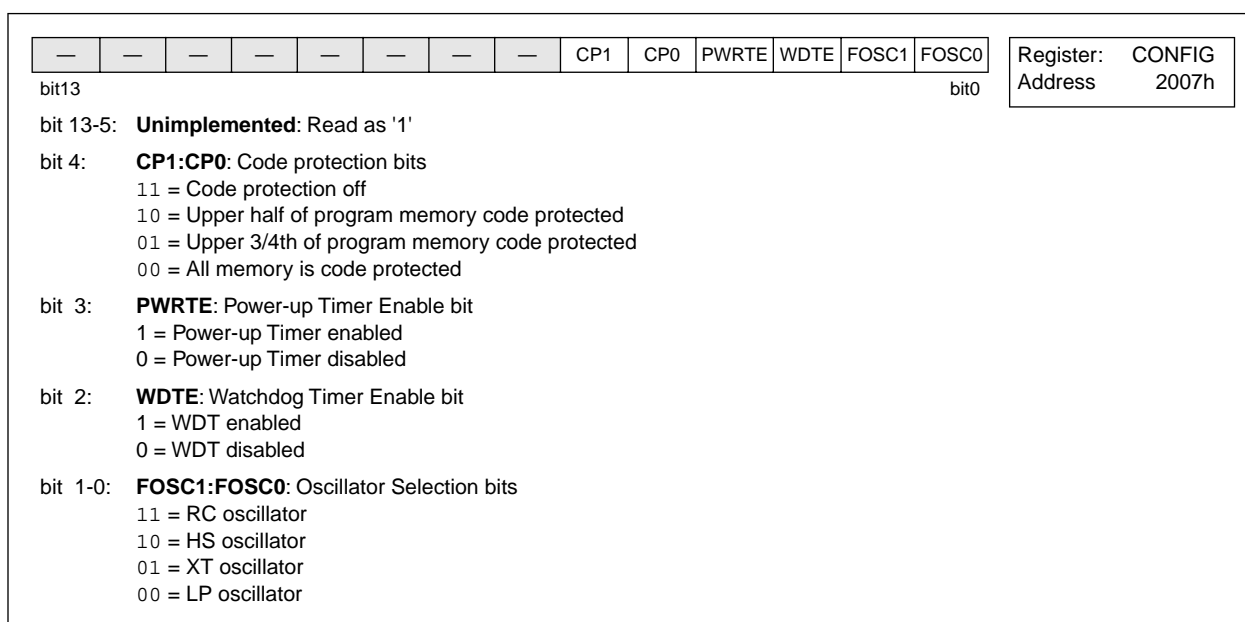 — — — — — — — — CP1 CP0 PWRTE WDTE FOSC1 FOSC0
bit13 bit0
Register: CONFIG
Address 2007h
bit 13-5: Unimplemented: Read as '1'
bit 4: CP1:CP0: Code protection bits
11 = Code protection off
10 = Upper half of program memory code protected
01 = Upper 3/4th of program memory code protected
00 = All memory is code protected
bit 3: PWRTE: Power-up Timer Enable bit
1 = Power-up Timer enabled
0 = Power-up Timer disabled
bit 2: WDTE: Watchdog Timer Enable bit
1 = WDT enabled
0 = WDT disabled
bit 1-0: FOSC1:FOSC0: Oscillator Selection bits
11 = RC oscillator
10 = HS oscillator
01 = XT oscillator
00 = LP oscillator